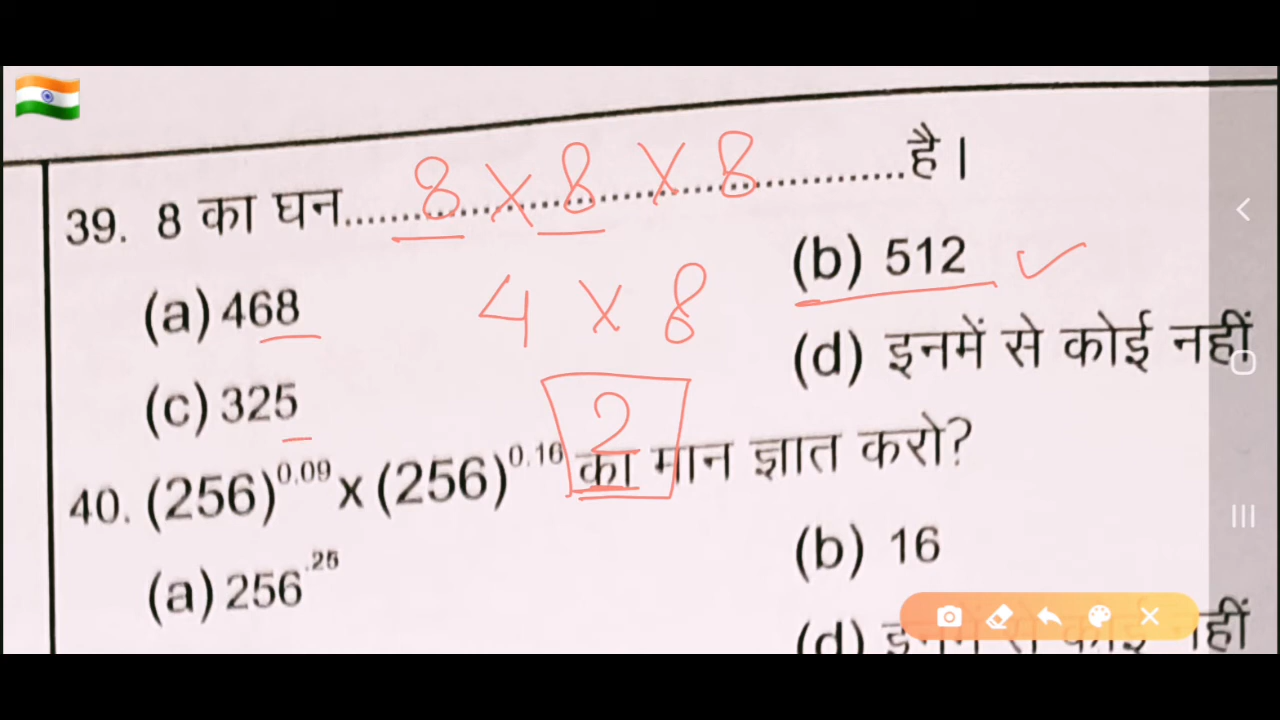 39. 8 का घन..................................................है।
8 × 8 × 8
(a) 468
(b) 512 ✓
4 × 8
(c) 325
(d) इनमें से कोई नहीं
2
40. (256)^0.09 x (256)^0.16 का मान ज्ञात करो?
(a) 256^.25
(b) 16
(d)